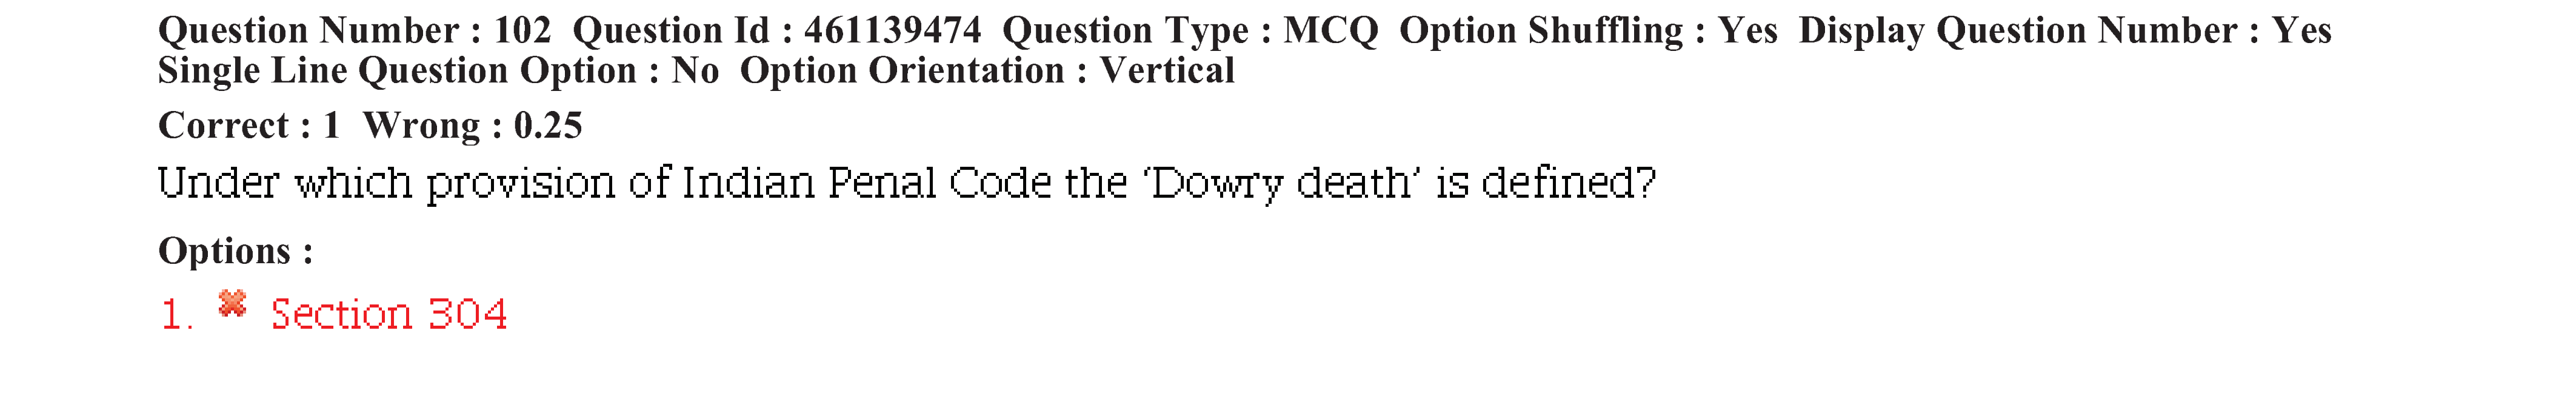 Question Number : 102 Question Id : 461139474 Question Type : MCQ Option Shuffling : Yes Display Question Number : Yes
Single Line Question Option : No Option Orientation : Vertical
Correct : 1 Wrong : 0.25
Under which provision of Indian Penal Code the ‘Dowry death’ is defined?
Options :
1. Section 304